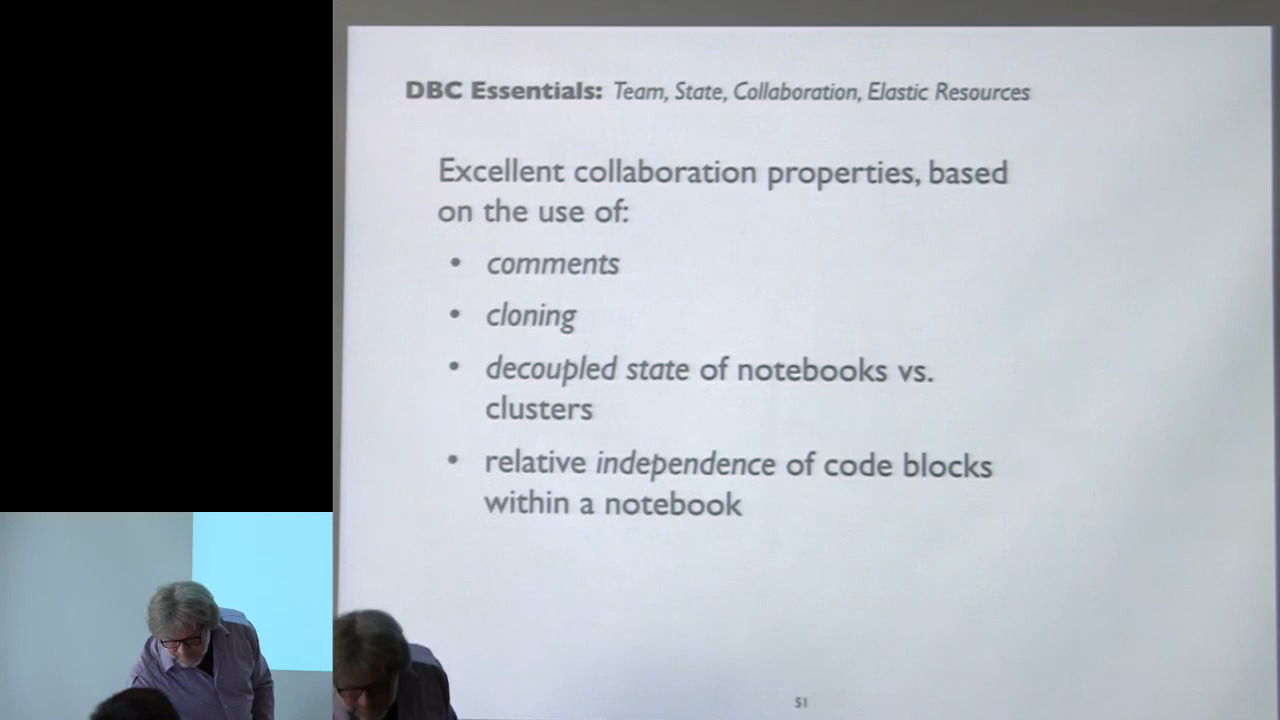 DBC Essentials: Team, State, Collaboration, Elastic Resources
Excellent collaboration properties, based
on the use of:
• comments
• cloning
• decoupled state of notebooks vs.
clusters
• relative independence of code blocks
within a notebook
51